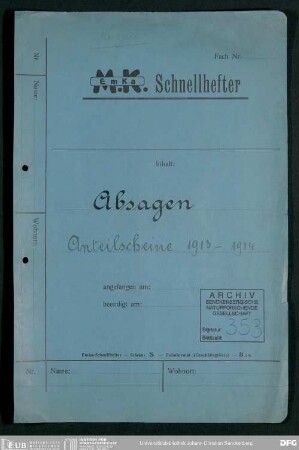 Fach Nr.
Nr.
Name:
M.K.
EmKa
Schnellhefter
Inhalt:
Absagen
Anteilscheine 1913-1914
Wohnort:
angefangen am:
beendigt am:
ARCHIV
SENCKENBERGISCHE
NATURFORSCHENDE
GESELLSCHAFT
Signatur
353
Nr.
Name:
Wohnort:
UB
Universitätsbibliothek Johann Christian Senckenberg
DFG